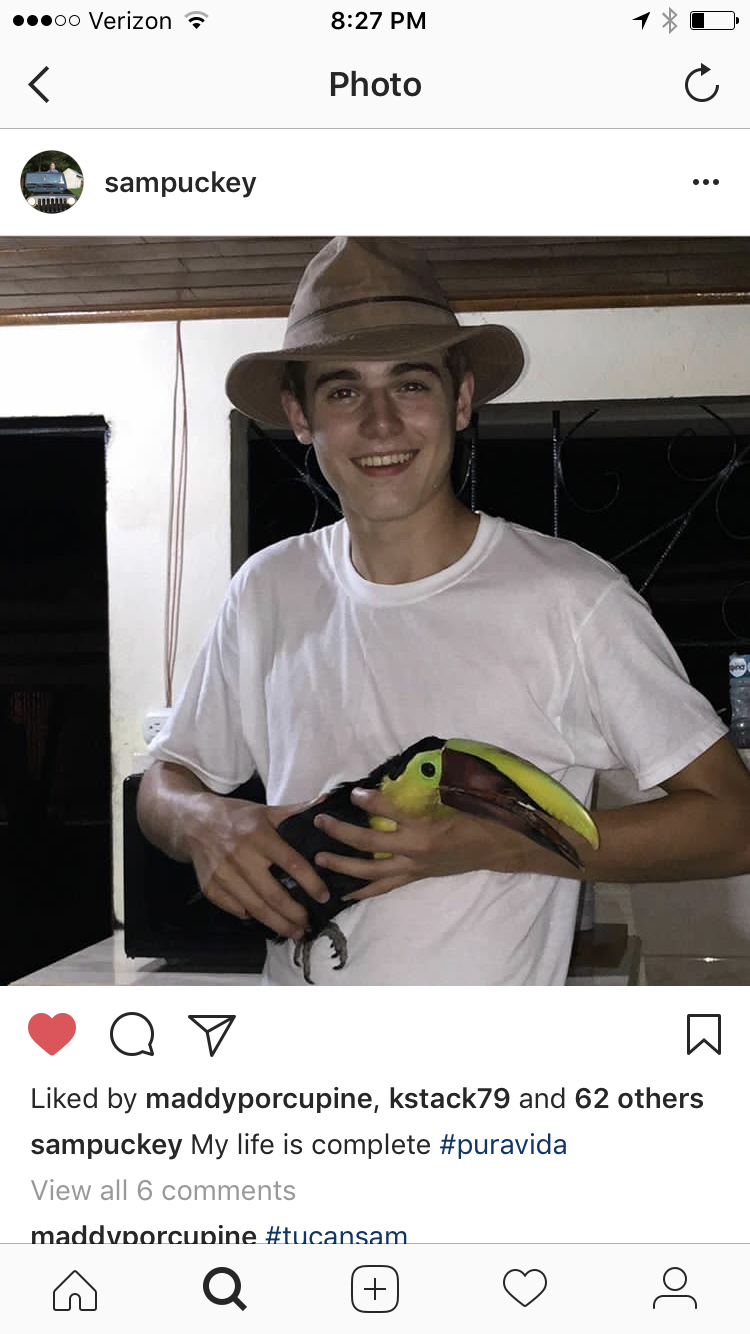 Verizon 8:27 PM
Photo
sampuckey
Liked by maddyporcupine, kstack79 and 62 others
sampuckey My life is complete #puravida
View all 6 comments
maddyporcupine #tucansam